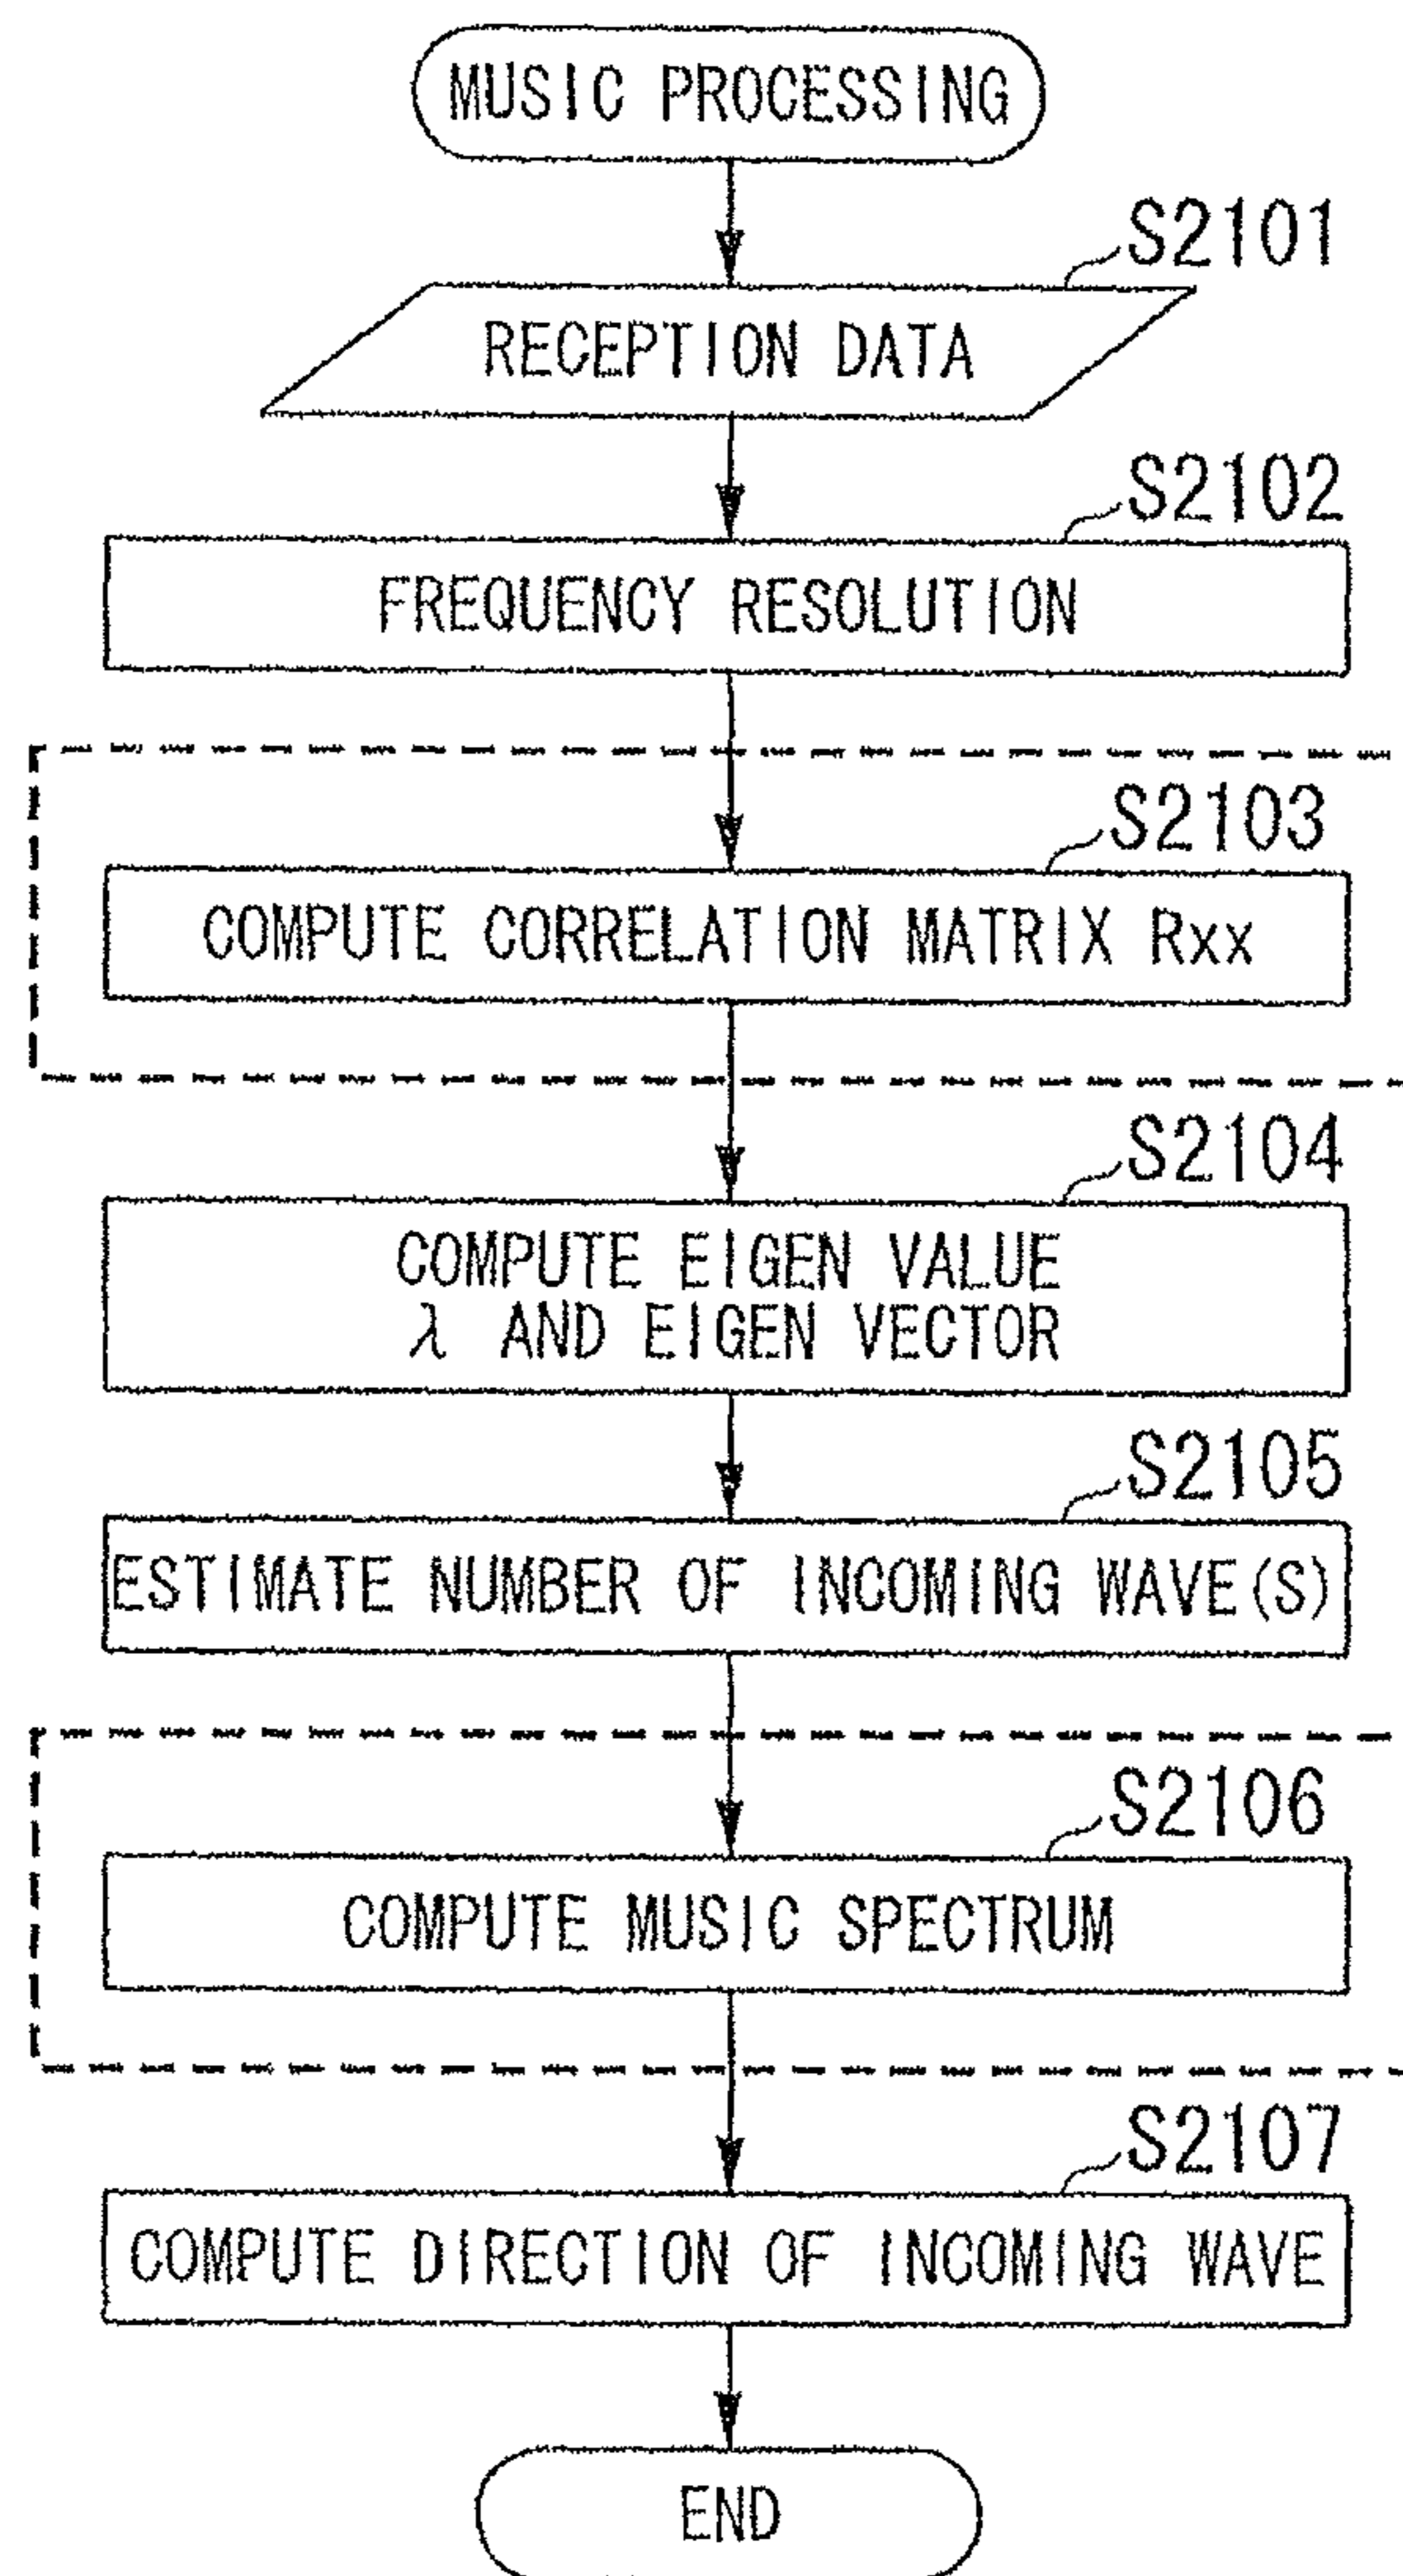 MUSIC PROCESSING
S2101
RECEPTION DATA
S2102
FREQUENCY RESOLUTION
S2103
COMPUTE CORRELATION MATRIX Rxx
S2104
COMPUTE EIGEN VALUE
λ AND EIGEN VECTOR
S2105
ESTIMATE NUMBER OF INCOMING WAVE(S)
S2106
COMPUTE MUSIC SPECTRUM
S2107
COMPUTE DIRECTION OF INCOMING WAVE
END